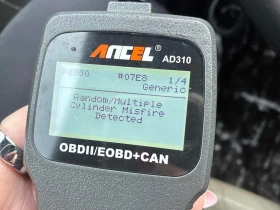 ANCEL
AD310
P0300 #07E8 1/4
Generic
Random/Multiple
Cylinder Misfire
Detected
OBDII/EOBD+CAN